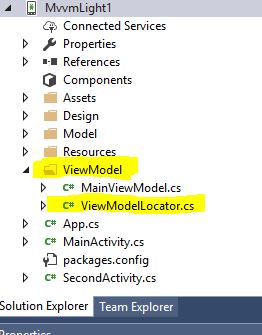 MvvmLight1
Connected Services
Properties
References
Components
Assets
Design
Model
Resources
ViewModel
C# MainViewModel.cs
C# ViewModelLocator.cs
C# App.cs
C# MainActivity.cs
packages.config
C# SecondActivity.cs
Solution Explorer Team Explorer
Properties